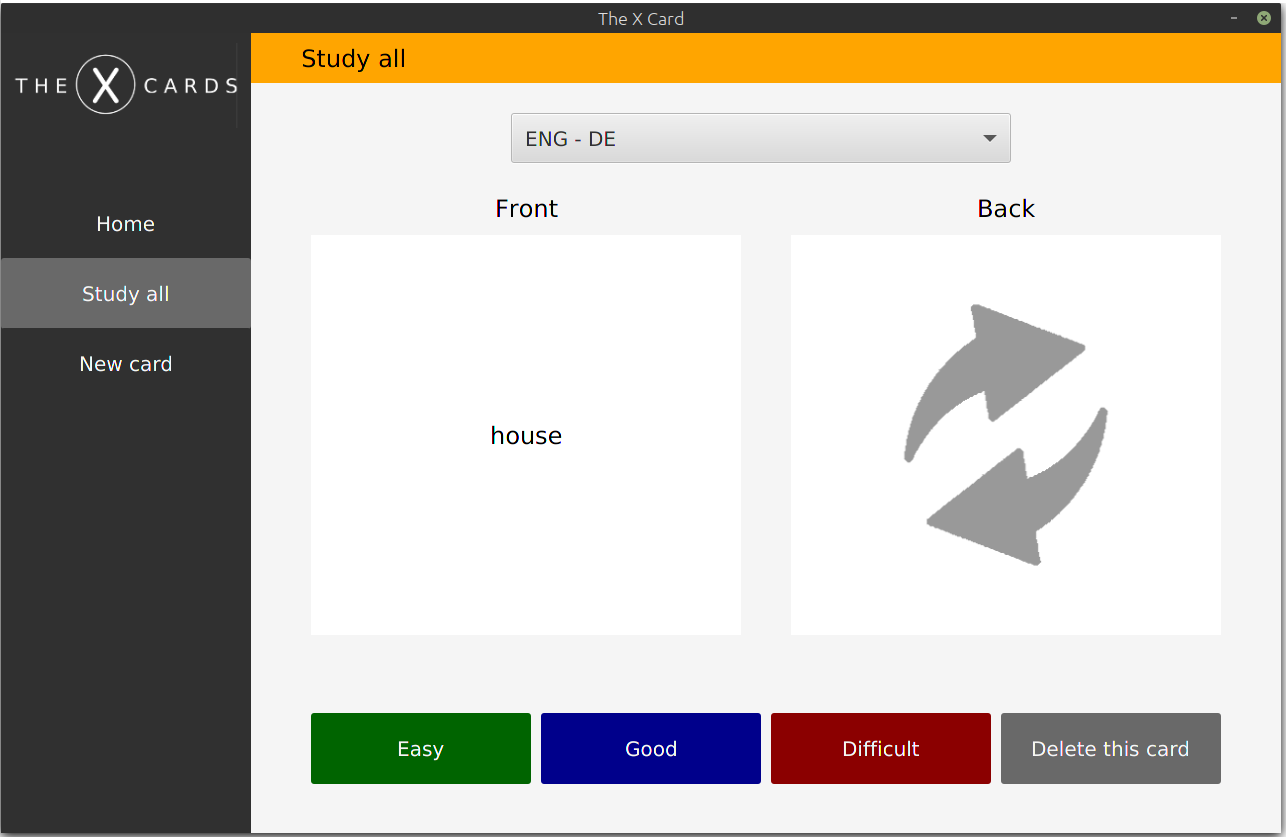 The X Card
THE X CARDS
Study all
ENG - DE
Home
Study all
New card
Front
Back
house
Easy
Good
Difficult
Delete this card